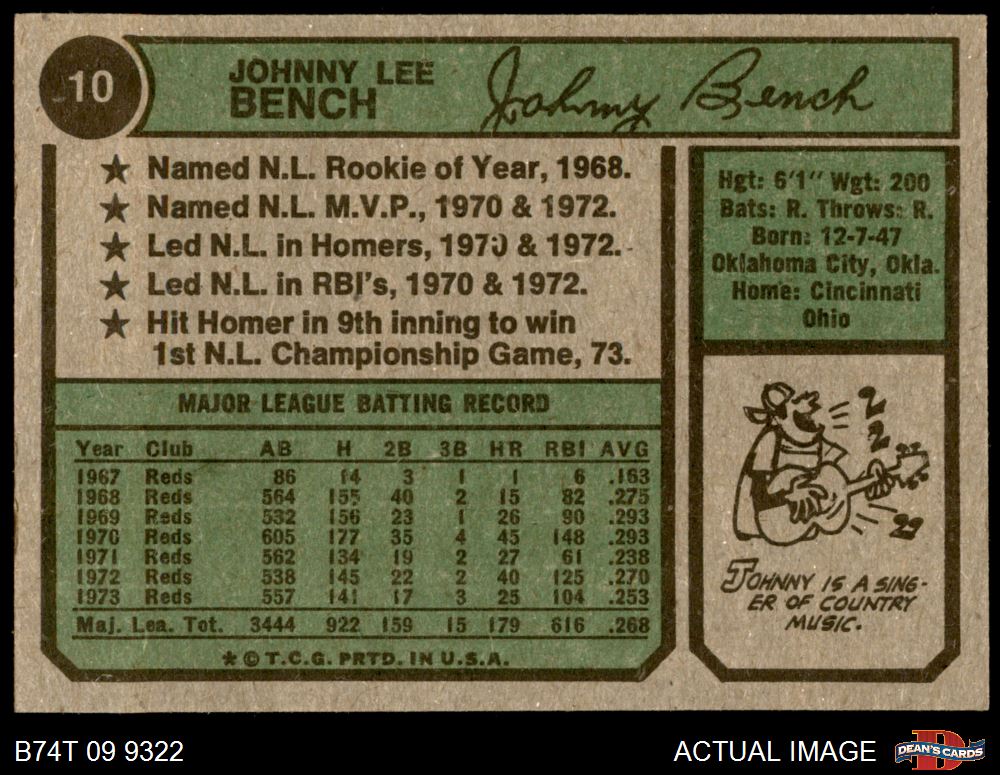 10
JOHNNY LEE
BENCH
Johnny Bench
★ Named N.L. Rookie of Year, 1968.
★ Named N.L. M.V.P., 1970 & 1972.
★ Led N.L. in Homers, 1970 & 1972.
★ Led N.L. in RBI's, 1970 & 1972.
★ Hit Homer in 9th inning to win
1st N.L. Championship Game, 73.
Hgt: 6'1" Wgt: 200
Bats: R. Throws: R.
Born: 12-7-47
Oklahoma City, Okla.
Home: Cincinnati
Ohio
MAJOR LEAGUE BATTING RECORD
Year Club AB H 2B 3B HR RBI AVG
1967 Reds 86 14 3 1 1 6 .163
1968 Reds 564 155 40 2 15 82 .275
1969 Reds 532 156 23 1 26 90 .293
1970 Reds 605 177 35 4 45 148 .293
1971 Reds 562 134 19 2 27 61 .238
1972 Reds 538 145 22 2 40 125 .270
1973 Reds 557 141 17 3 25 104 .253
Maj. Lea. Tot. 3444 922 159 15 179 616 .268
★ © T.C.G. PRTD. IN U.S.A.
JOHNNY IS A SING-
ER OF COUNTRY
MUSIC.
B74T 09 9322
ACTUAL IMAGE
DEAN'S CARDS